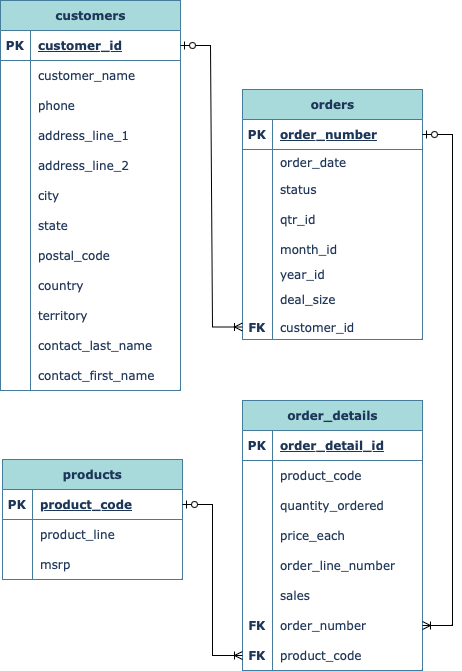 customers
PK customer_id
customer_name
phone
address_line_1
address_line_2
city
state
postal_code
country
territory
contact_last_name
contact_first_name
orders
PK order_number
order_date
status
qtr_id
month_id
year_id
deal_size
FK customer_id
products
PK product_code
product_line
msrp
order_details
PK order_detail_id
product_code
quantity_ordered
price_each
order_line_number
sales
FK order_number
FK product_code